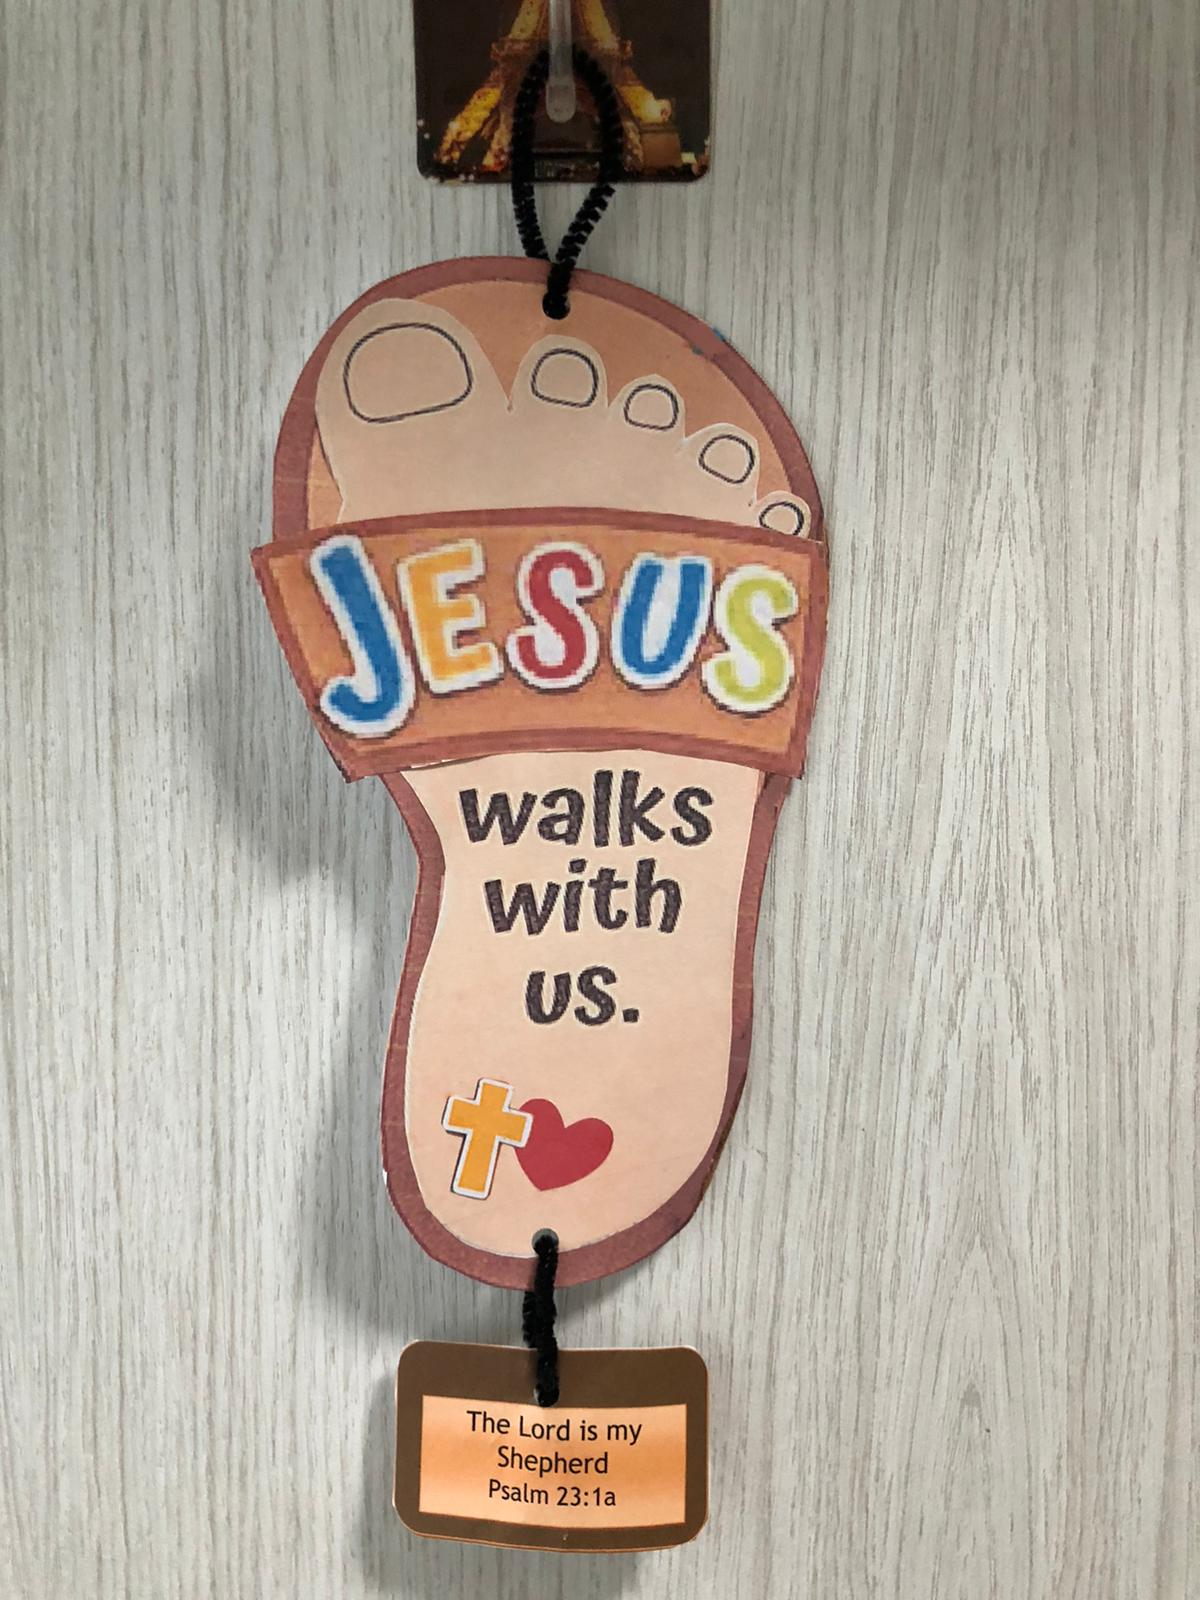 JESUS
walks
with
us.
The Lord is my
Shepherd
Psalm 23:1a